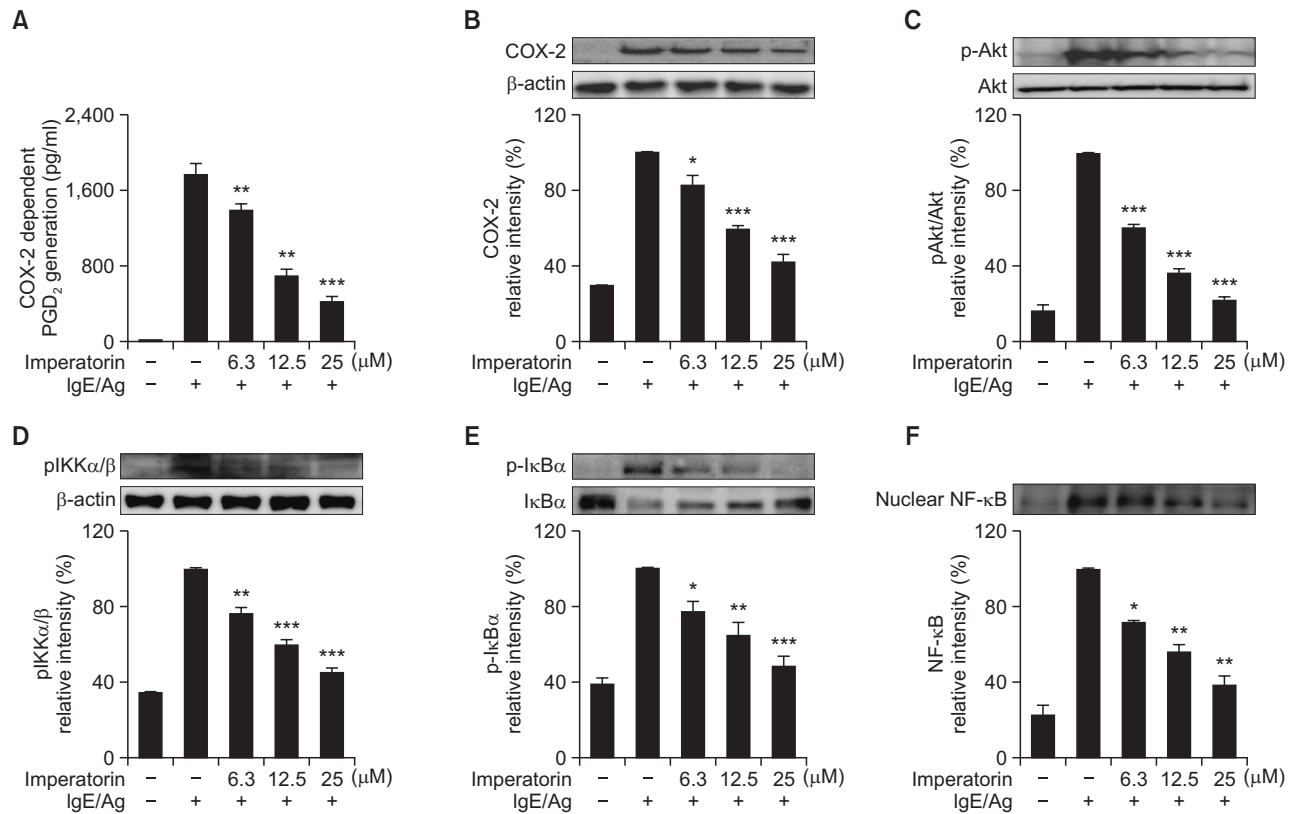 A
COX-2 dependent
PGD₂ generation (pg/ml)
2,400
1,600
800
0
**
**
***
Imperatorin – – 6.3 12.5 25 (μM)
IgE/Ag – + + + +
B
COX-2
β-actin
COX-2
relative intensity (%)
120
80
40
0
*
***
***
Imperatorin – – 6.3 12.5 25 (μM)
IgE/Ag – + + + +
C
p-Akt
Akt
pAkt/Akt
relative intensity (%)
120
80
40
0
***
***
***
Imperatorin – – 6.3 12.5 25 (μM)
IgE/Ag – + + + +
D
pIKKα/β
β-actin
pIKKα/β
relative intensity (%)
120
80
40
0
**
***
***
Imperatorin – – 6.3 12.5 25 (μM)
IgE/Ag – + + + +
E
p-IκBα
IκBα
p-IκBα
relative intensity (%)
120
80
40
0
*
**
***
Imperatorin – – 6.3 12.5 25 (μM)
IgE/Ag – + + + +
F
Nuclear NF-κB
NF-κB
relative intensity (%)
120
80
40
0
*
**
**
Imperatorin – – 6.3 12.5 25 (μM)
IgE/Ag – + + + +